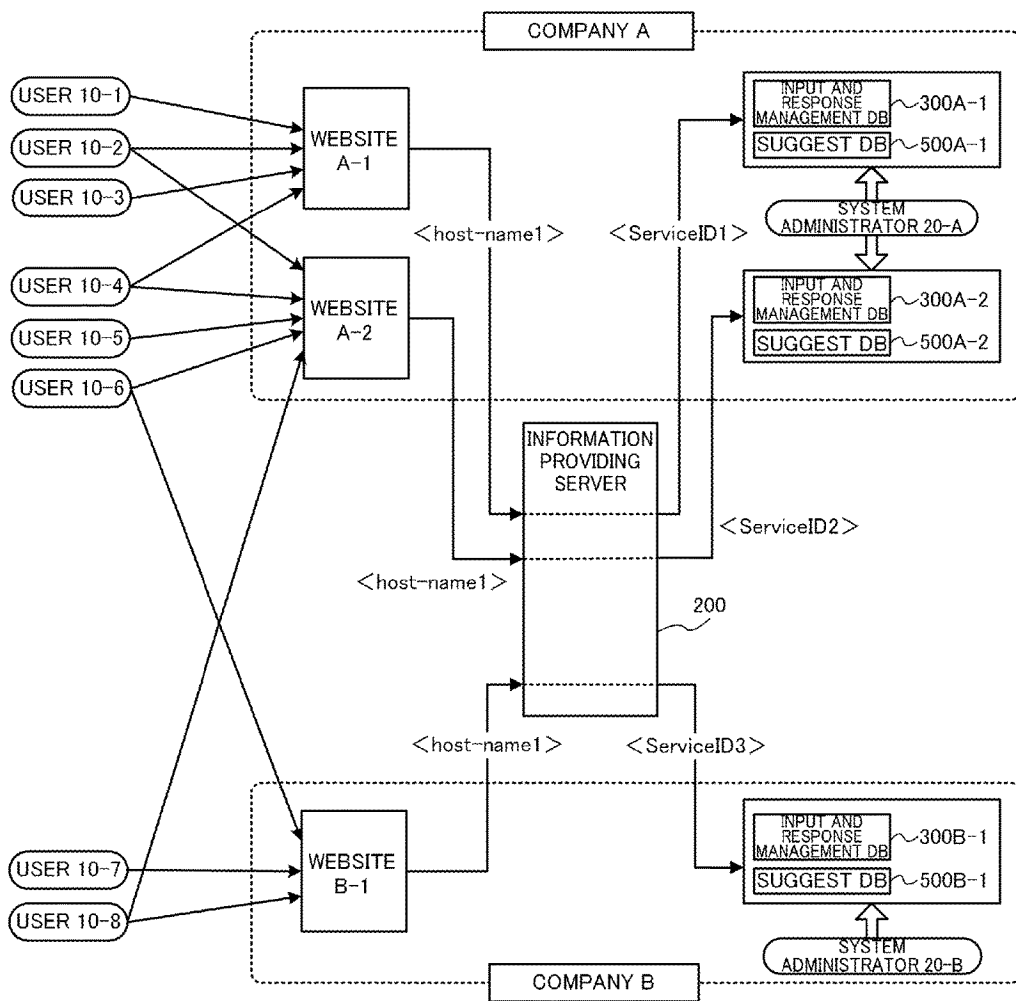 COMPANY A
USER 10-1
USER 10-2
USER 10-3
USER 10-4
USER 10-5
USER 10-6
WEBSITE
A-1
WEBSITE
A-2
<host-name1>
<ServiceID1>
INPUT AND
RESPONSE
MANAGEMENT DB
300A-1
SUGGEST DB
500A-1
SYSTEM
ADMINISTRATOR 20-A
INPUT AND
RESPONSE
MANAGEMENT DB
300A-2
SUGGEST DB
500A-2
INFORMATION
PROVIDING
SERVER
<host-name1>
<ServiceID2>
200
<host-name1>
<ServiceID3>
USER 10-7
USER 10-8
WEBSITE
B-1
INPUT AND
RESPONSE
MANAGEMENT DB
300B-1
SUGGEST DB
500B-1
SYSTEM
ADMINISTRATOR 20-B
COMPANY B